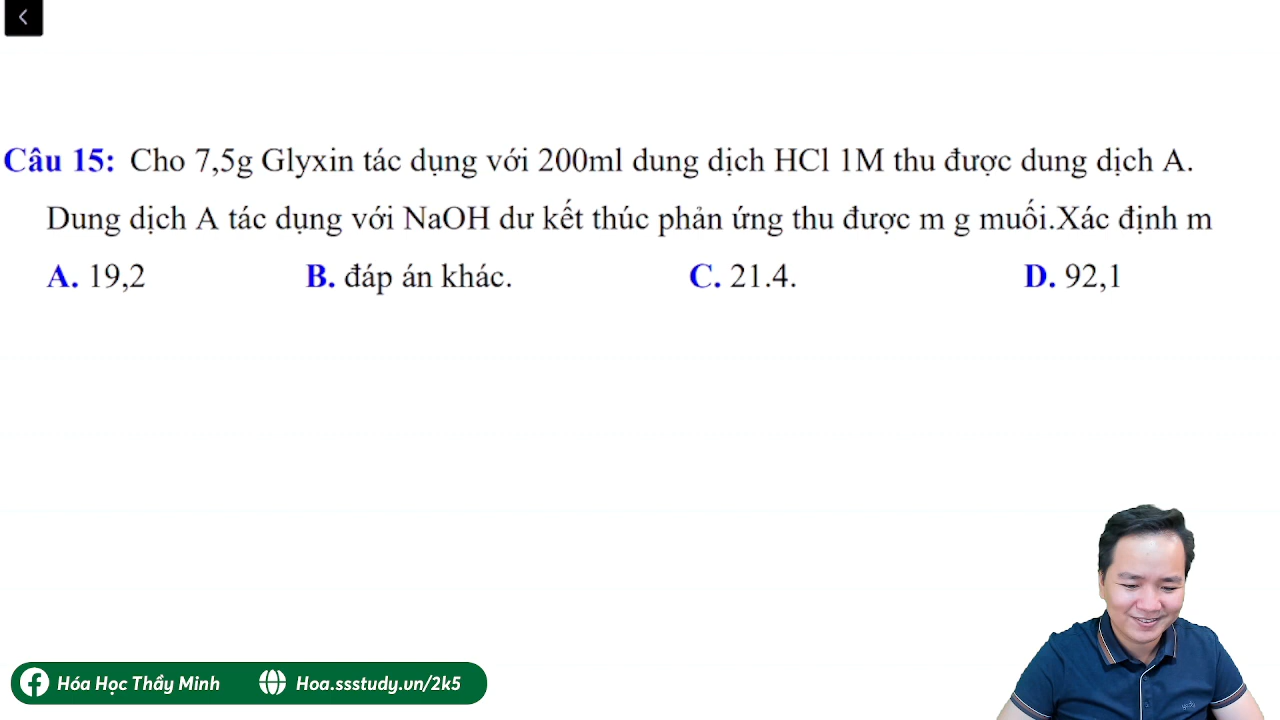 Câu 15: Cho 7,5g Glyxin tác dụng với 200ml dung dịch HCl 1M thu được dung dịch A.
Dung dịch A tác dụng với NaOH dư kết thúc phản ứng thu được m g muối.Xác định m
A. 19,2 B. đáp án khác. C. 21.4. D. 92,1
Hóa Học Thầy Minh Hoa.ssstudy.vn/2k5